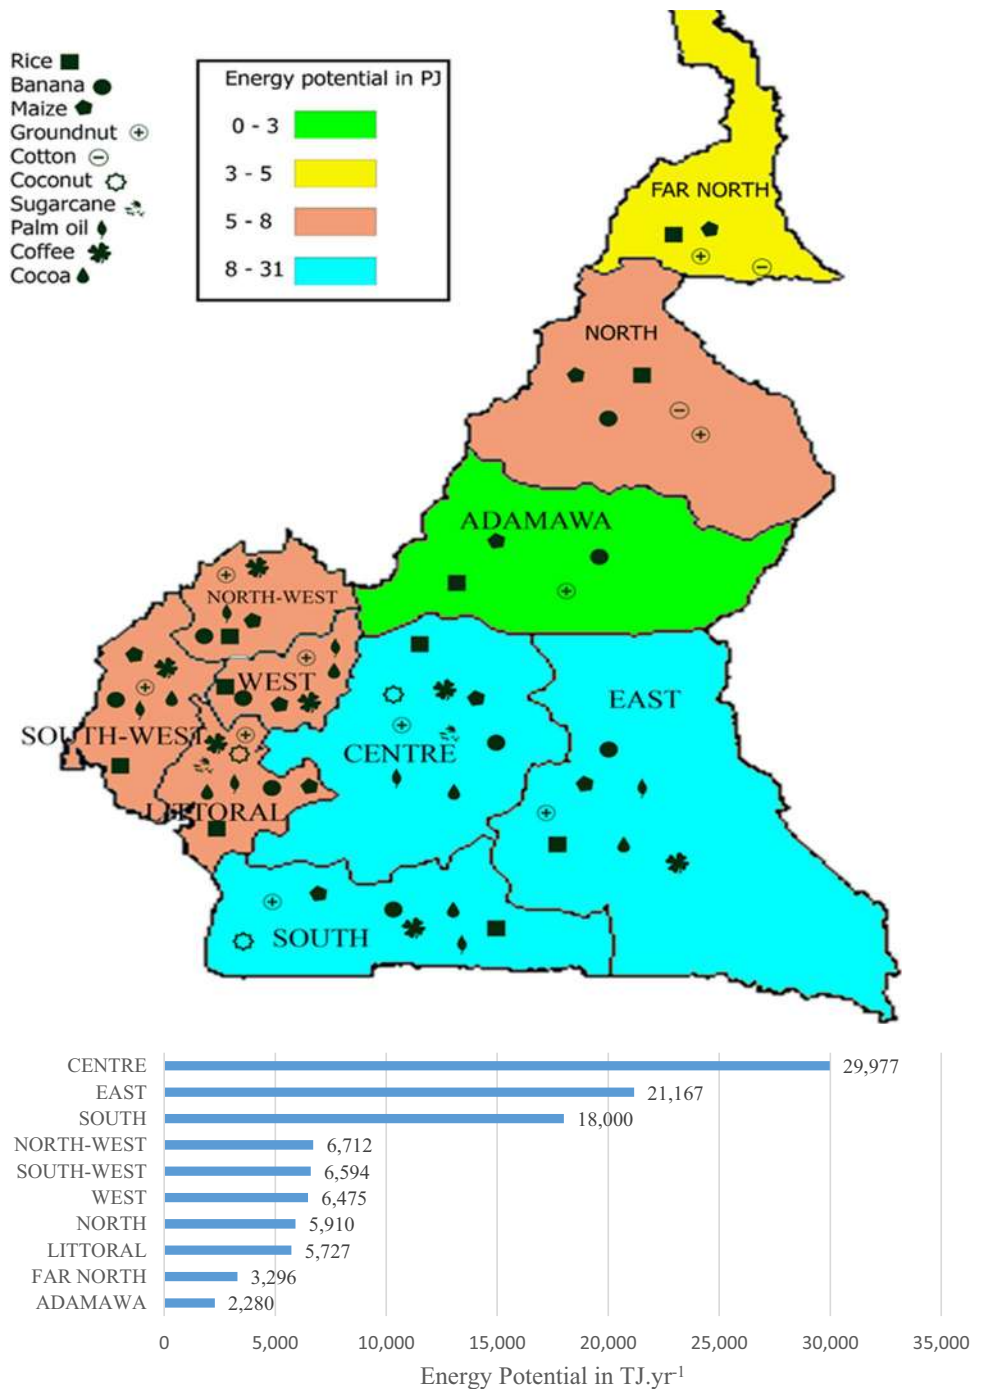 Rice
Banana
Maize
Groundnut
Cotton
Coconut
Sugarcane
Palm oil
Coffee
Cocoa
Energy potential in PJ
0 - 3
3 - 5
5 - 8
8 - 31
FAR NORTH
NORTH
ADAMAWA
NORTH-WEST
WEST
EAST
SOUTH-WEST
CENTRE
LITTORAL
SOUTH
CENTRE 29,977
EAST 21,167
SOUTH 18,000
NORTH-WEST 6,712
SOUTH-WEST 6,594
WEST 6,475
NORTH 5,910
LITTORAL 5,727
FAR NORTH 3,296
ADAMAWA 2,280
0 5,000 10,000 15,000 20,000 25,000 30,000 35,000
Energy Potential in TJ.yr-1